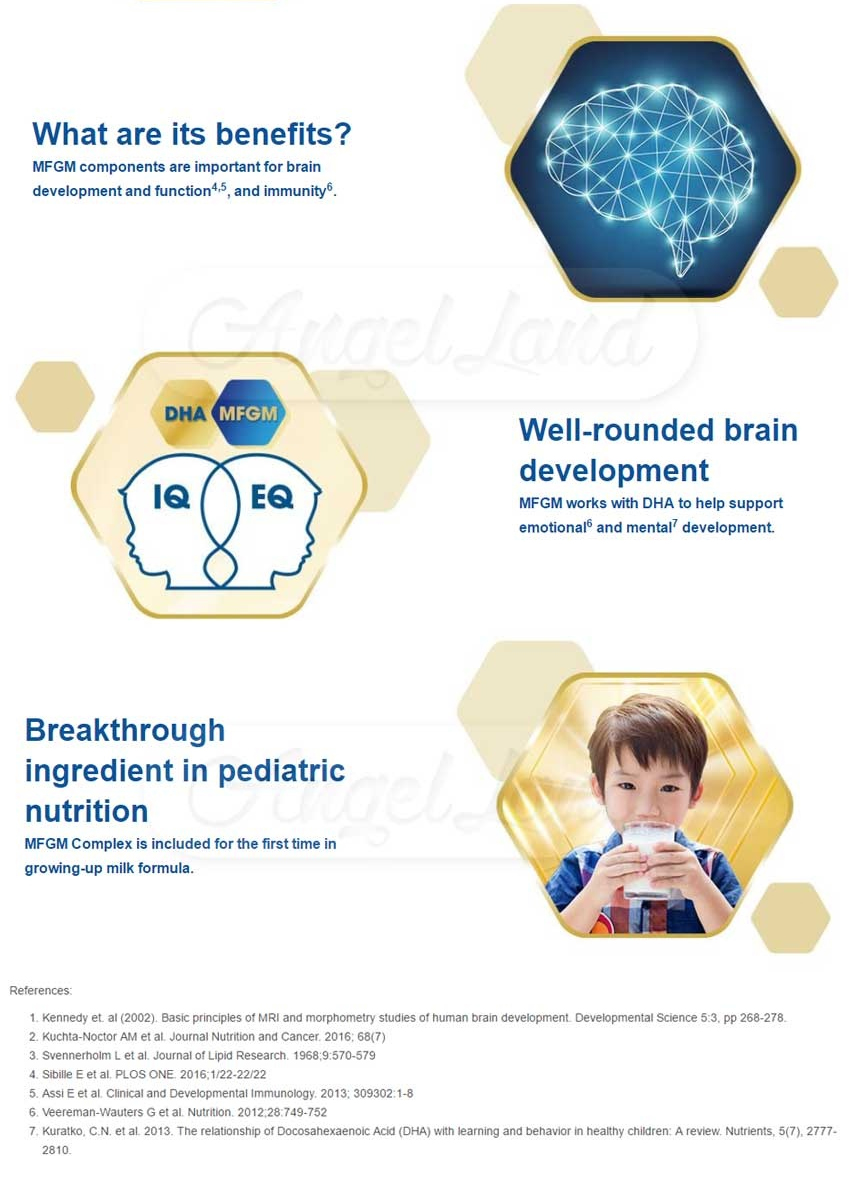 What are its benefits?
MFGM components are important for brain
development and function4,5, and immunity6.
Angel Land
DHA MFGM
IQ EQ
Well-rounded brain
development
MFGM works with DHA to help support
emotional6 and mental7 development.
Breakthrough
ingredient in pediatric
nutrition
MFGM Complex is included for the first time in
growing-up milk formula.
Angel Land
References:
1. Kennedy et. al (2002). Basic principles of MRI and morphometry studies of human brain development. Developmental Science 5:3, pp 268-278.
2. Kuchta-Noctor AM et al. Journal Nutrition and Cancer. 2016; 68(7)
3. Svennerholm L et al. Journal of Lipid Research. 1968;9:570-579
4. Sibille E et al. PLOS ONE. 2016;1/22-22/22
5. Assi E et al. Clinical and Developmental Immunology. 2013; 309302:1-8
6. Veereman-Wauters G et al. Nutrition. 2012;28:749-752
7. Kuratko, C.N. et al. 2013. The relationship of Docosahexaenoic Acid (DHA) with learning and behavior in healthy children: A review. Nutrients, 5(7), 2777-
2810.